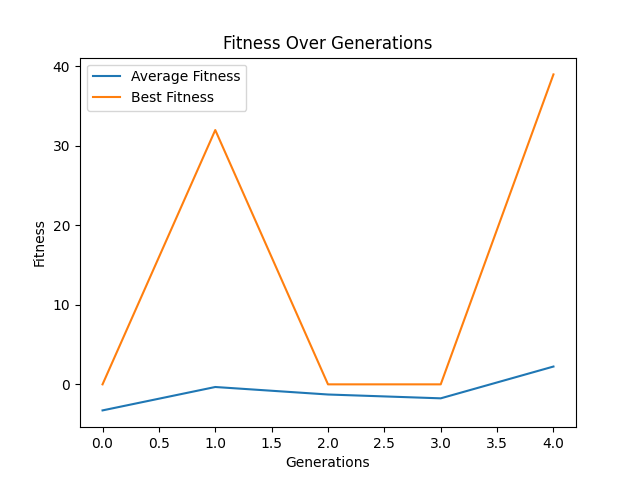 Fitness Over Generations
Average Fitness
Best Fitness
40
30
20
10
0
Fitness
0.0 0.5 1.0 1.5 2.0 2.5 3.0 3.5 4.0
Generations